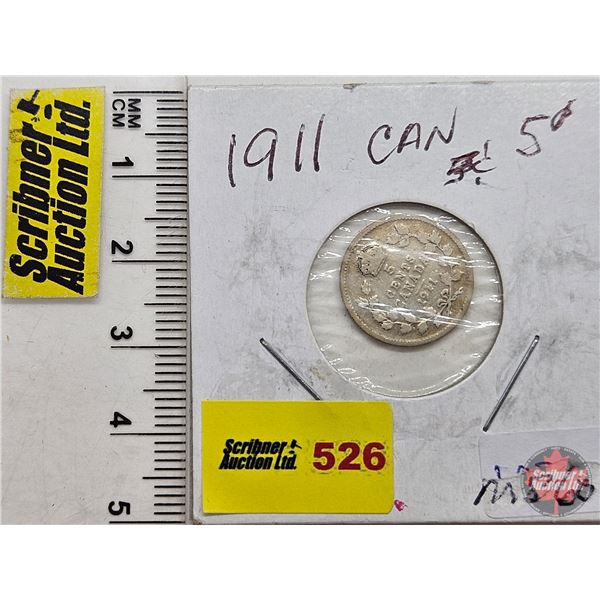 Scribner
Auction Ltd.
MM
CM
1
2
3
4
5
1911 CAN 5¢
5¢
5
CENTS
CANADA
1911
Scribner
Auction Ltd.
526